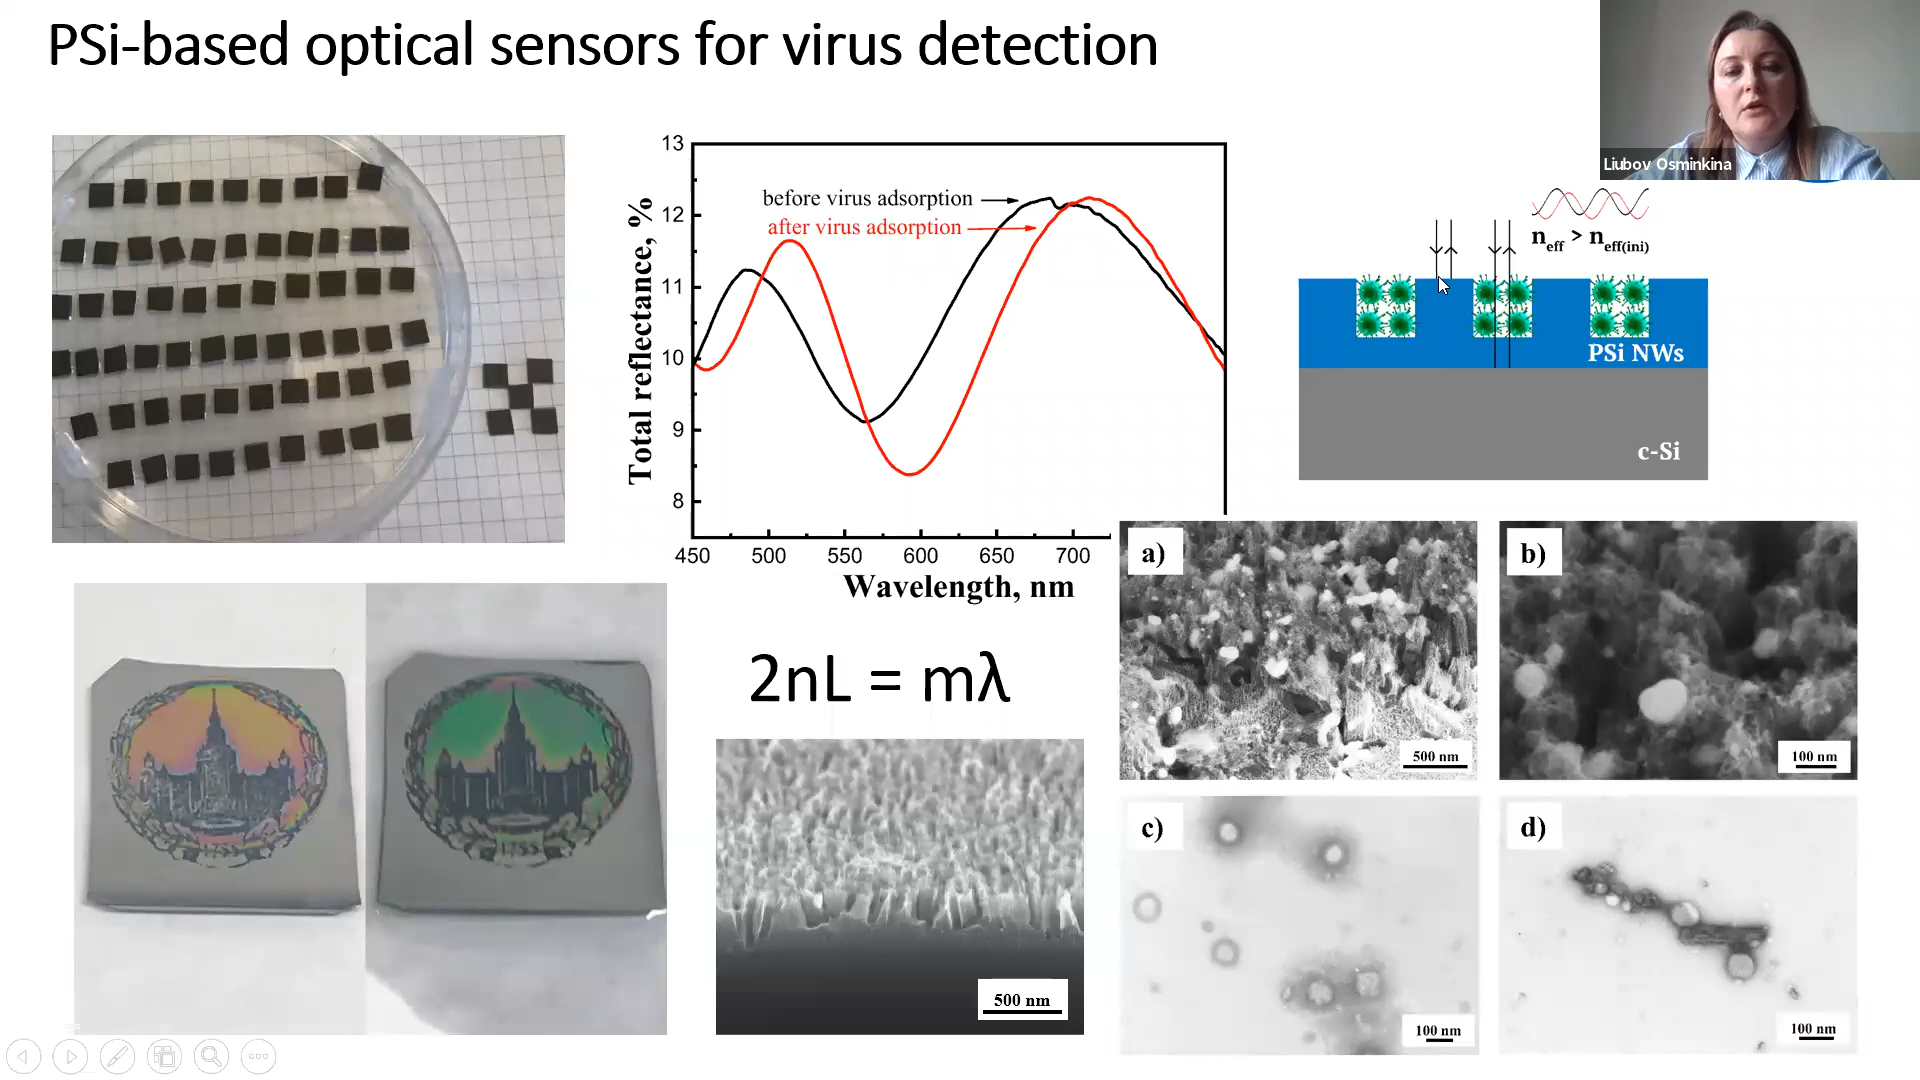 PSi-based optical sensors for virus detection
Liubov Osminkina
13
12
11
10
9
8
Total reflectance, %
before virus adsorption
after virus adsorption
450 500 550 600 650 700
Wavelength, nm
n_eff > n_eff(ini)
PSi NWs
c-Si
2nL = mλ
500 nm
a)
500 nm
b)
100 nm
c)
100 nm
d)
100 nm